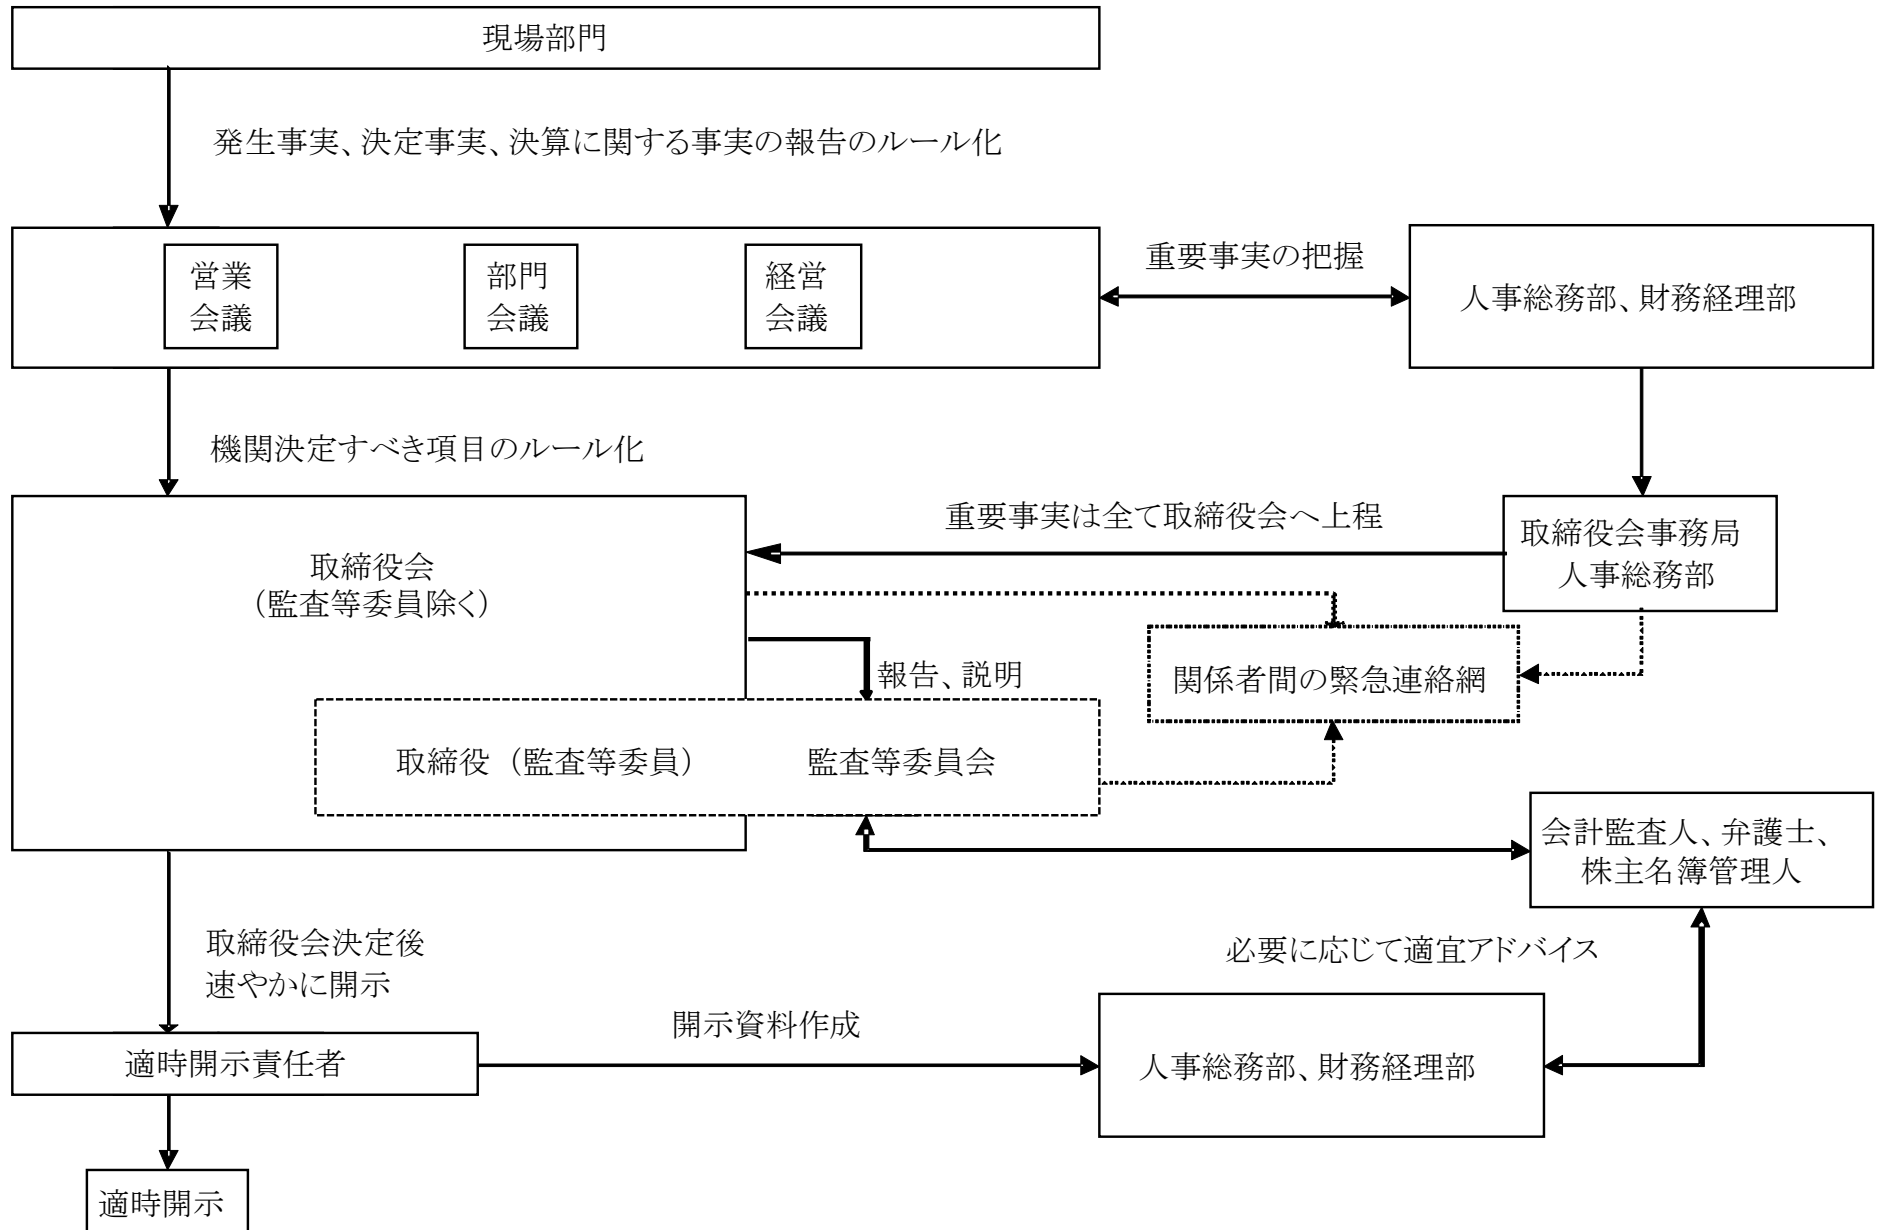 現場部門
発生事実、決定事実、決算に関する事実の報告のルール化
営業
会議
部門
会議
経営
会議
重要事実の把握
人事総務部、財務経理部
機関決定すべき項目のルール化
重要事実は全て取締役会へ上程
取締役会事務局
人事総務部
取締役会
（監査等委員除く）
報告、説明
関係者間の緊急連絡網
取締役（監査等委員）
監査等委員会
会計監査人、弁護士、
株主名簿管理人
取締役会決定後
速やかに開示
必要に応じて適宜アドバイス
開示資料作成
適時開示責任者
人事総務部、財務経理部
適時開示